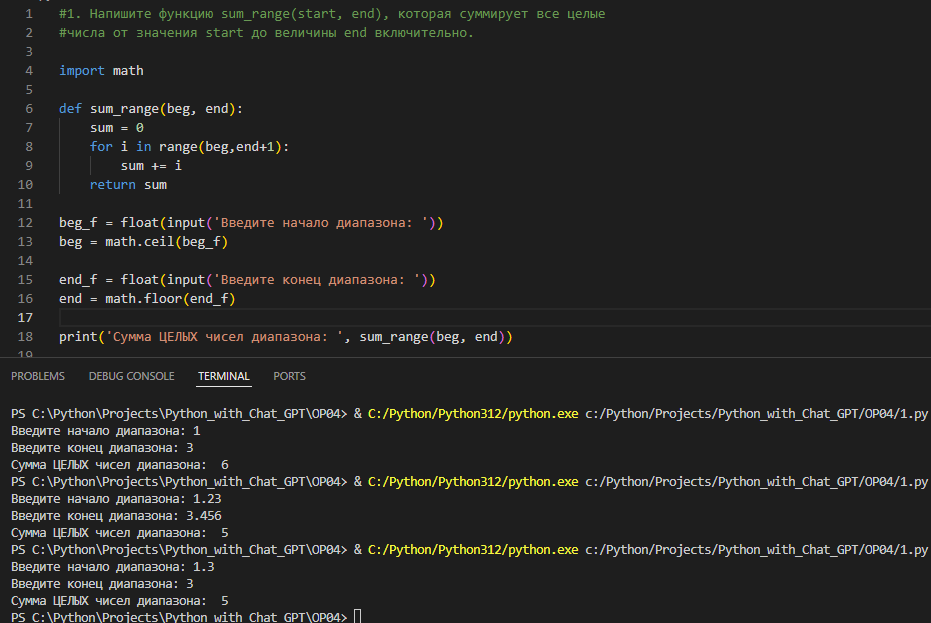 1 #1. Напишите функцию sum_range(start, end), которая суммирует все целые
2 #числа от значения start до величины end включительно.
3
4 import math
5
6 def sum_range(beg, end):
7     sum = 0
8     for i in range(beg,end+1):
9         sum += i
10     return sum
11
12 beg_f = float(input('Введите начало диапазона: '))
13 beg = math.ceil(beg_f)
14
15 end_f = float(input('Введите конец диапазона: '))
16 end = math.floor(end_f)
17
18 print('Сумма ЦЕЛЫХ чисел диапазона: ', sum_range(beg, end))
19
PROBLEMS DEBUG CONSOLE TERMINAL PORTS
PS C:\Python\Projects\Python_with_Chat_GPT\OP04> & C:/Python/Python312/python.exe c:/Python/Projects/Python_with_Chat_GPT/OP04/1.py
Введите начало диапазона: 1
Введите конец диапазона: 3
Сумма ЦЕЛЫХ чисел диапазона:  6
PS C:\Python\Projects\Python_with_Chat_GPT\OP04> & C:/Python/Python312/python.exe c:/Python/Projects/Python_with_Chat_GPT/OP04/1.py
Введите начало диапазона: 1.23
Введите конец диапазона: 3.456
Сумма ЦЕЛЫХ чисел диапазона:  5
PS C:\Python\Projects\Python_with_Chat_GPT\OP04> & C:/Python/Python312/python.exe c:/Python/Projects/Python_with_Chat_GPT/OP04/1.py
Введите начало диапазона: 1.3
Введите конец диапазона: 3
Сумма ЦЕЛЫХ чисел диапазона:  5
PS C:\Python\Projects\Python_with_Chat_GPT\OP04>